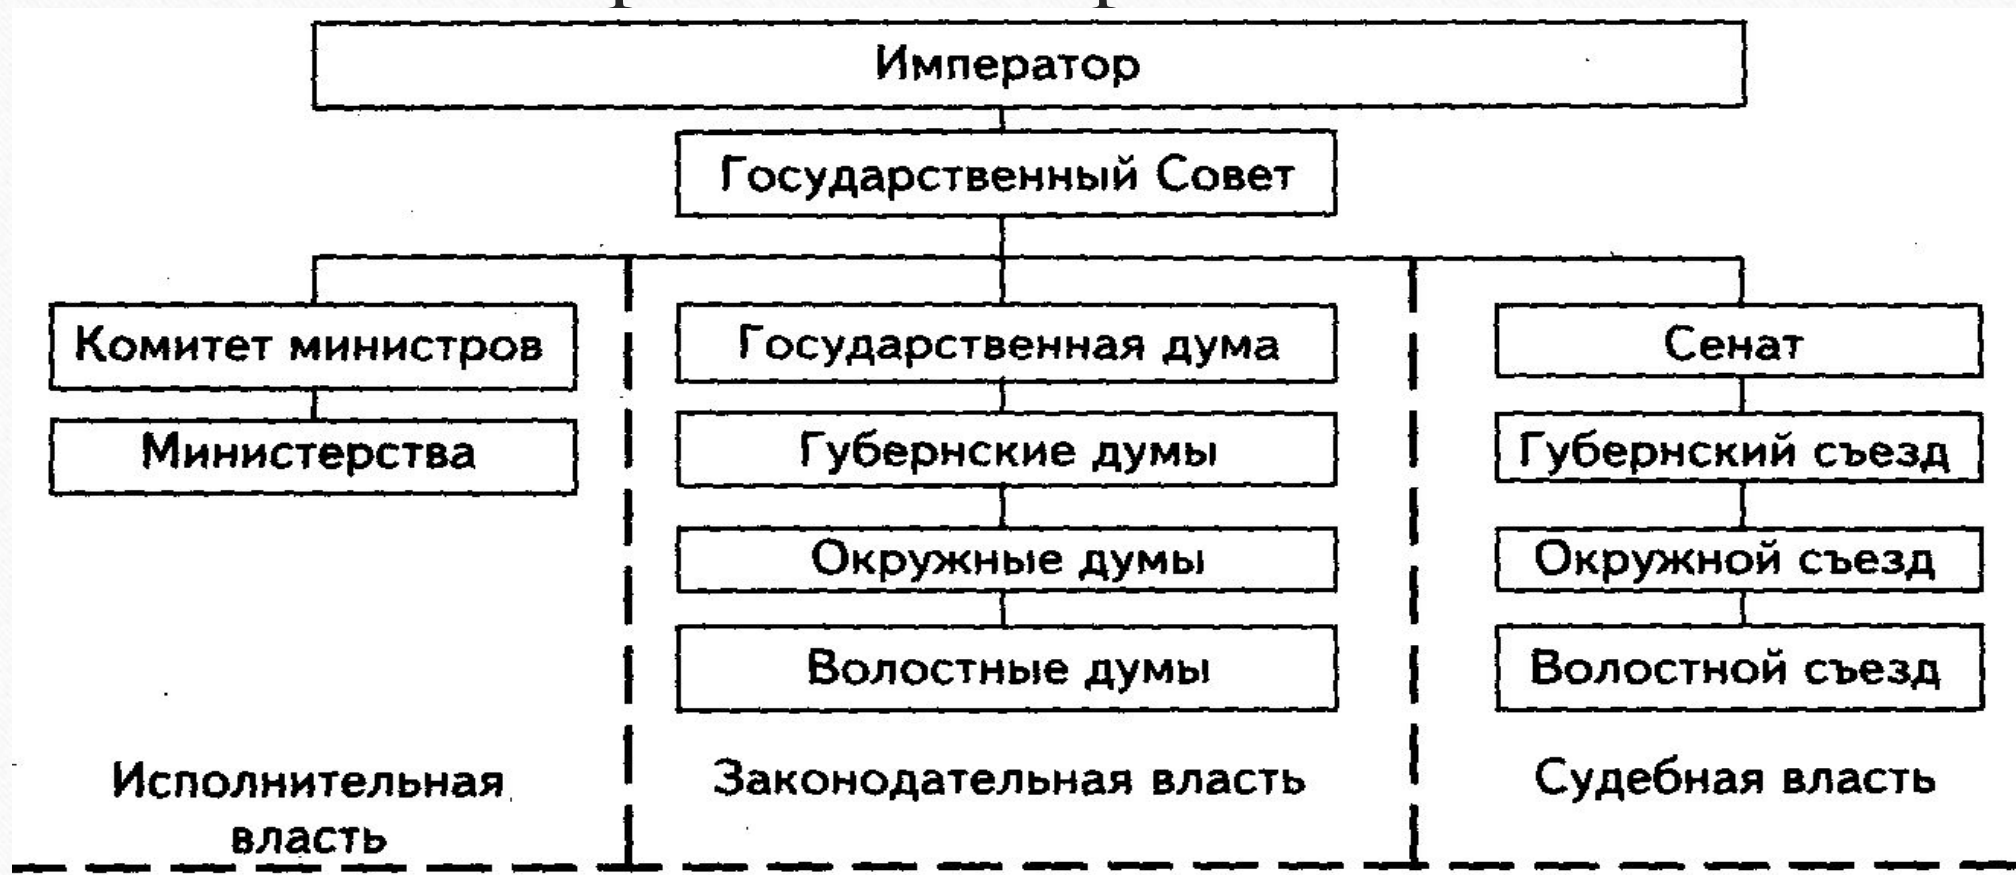 Император
Государственный Совет
Комитет министров
Государственная дума
Сенат
Министерства
Губернские думы
Губернский съезд
Окружные думы
Окружной съезд
Волостные думы
Волостной съезд
Исполнительная
власть
Законодательная власть
Судебная власть